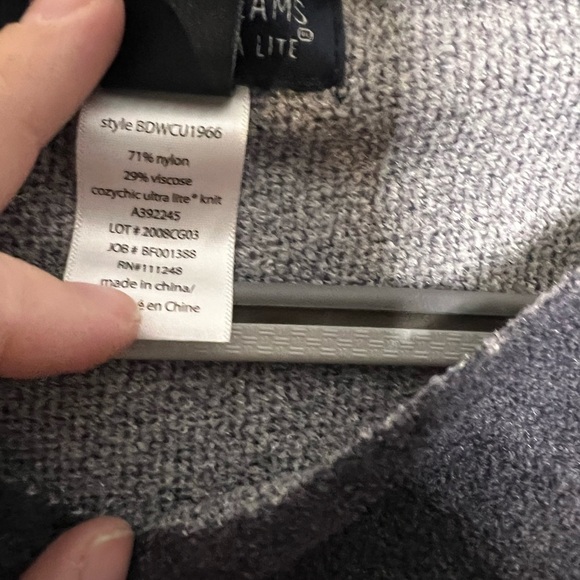 EAMS
LITE
style BDWCU1966
71% nylon
29% viscose
cozychic ultra lite® knit
A392245
LOT # 2008CG03
JOB # BF001388
RN#111248
made in china/
é en Chine